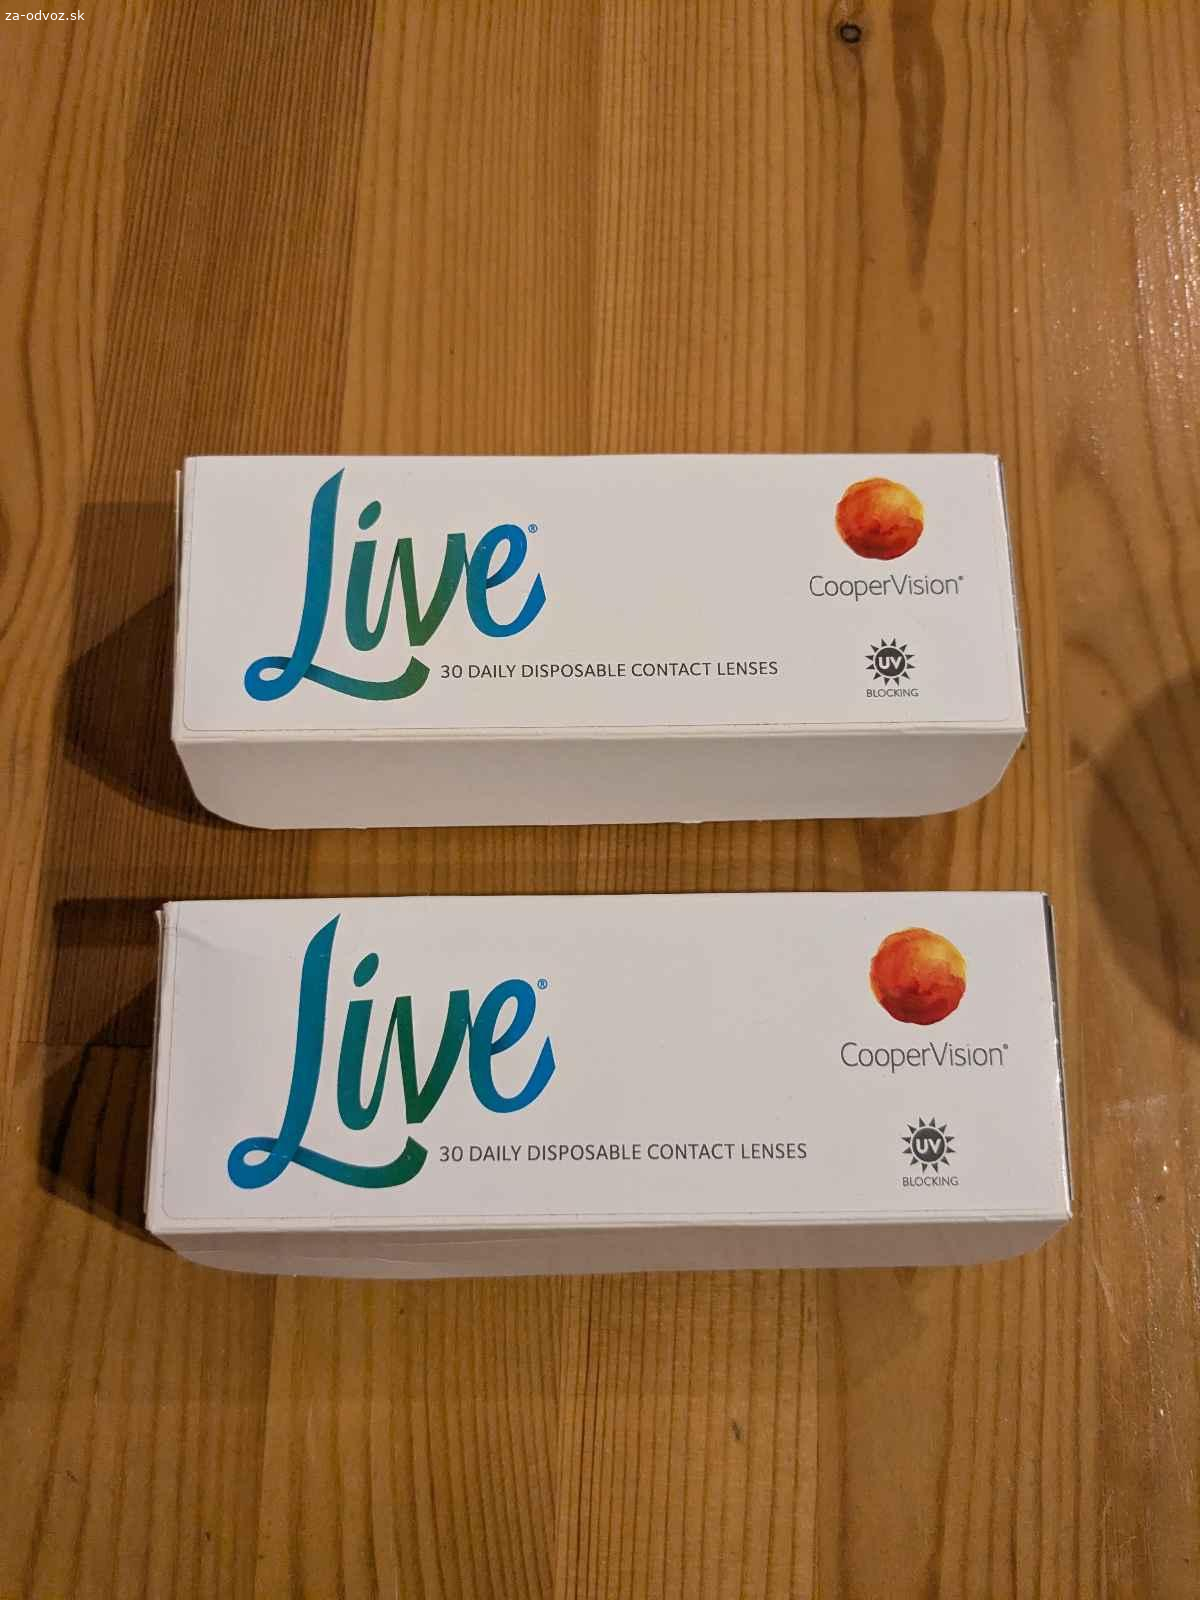 za-odvoz.sk
Live®
CooperVision®
30 DAILY DISPOSABLE CONTACT LENSES
UV
BLOCKING
Live®
CooperVision®
30 DAILY DISPOSABLE CONTACT LENSES
UV
BLOCKING